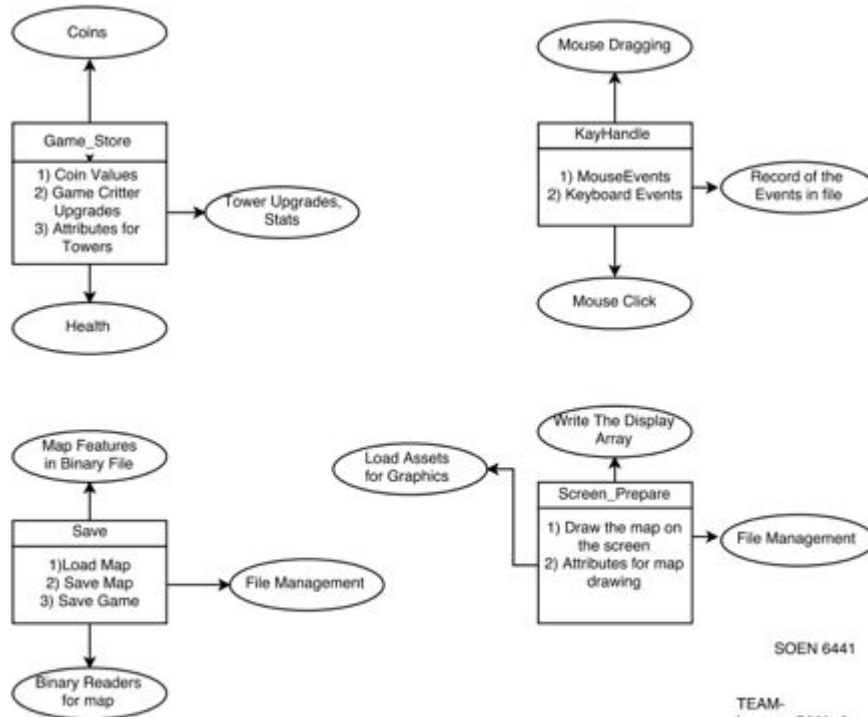 Coins
Game_Store
1) Coin Values
2) Game Critter
Upgrades
3) Attributes for
Towers
Tower Upgrades,
Stats
Health
Mouse Dragging
KayHandle
1) MouseEvents
2) Keyboard Events
Record of the
Events in file
Mouse Click
Map Features
in Binary File
Save
1)Load Map
2) Save Map
3) Save Game
File Management
Binary Readers
for map
Write The Display
Array
Load Assets
for Graphics
Screen_Prepare
1) Draw the map on
the screen
2) Attributes for map
drawing
File Management
SOEN 6441
TEAM-